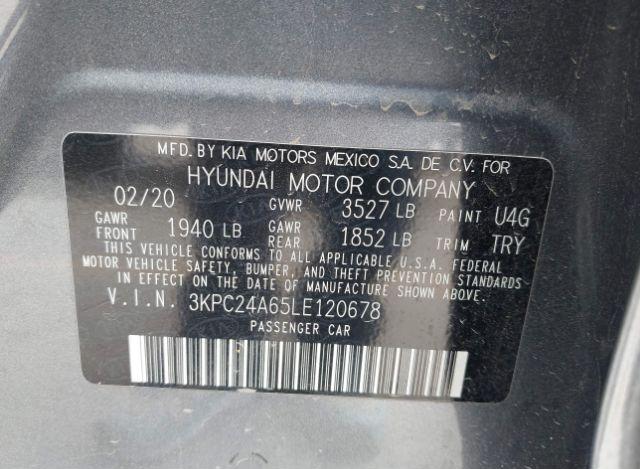 MFD. BY KIA MOTORS MEXICO S.A. DE C.V. FOR
HYUNDAI MOTOR COMPANY
02/20 GVWR 3527 LB PAINT U4G
GAWR FRONT 1940 LB GAWR REAR 1852 LB TRIM TRY
THIS VEHICLE CONFORMS TO ALL APPLICABLE U.S.A. FEDERAL
MOTOR VEHICLE SAFETY, BUMPER, AND THEFT PREVENTION STANDARDS
IN EFFECT ON THE DATE OF MANUFACTURE SHOWN ABOVE.
V.I.N. 3KPC24A65LE120678
PASSENGER CAR